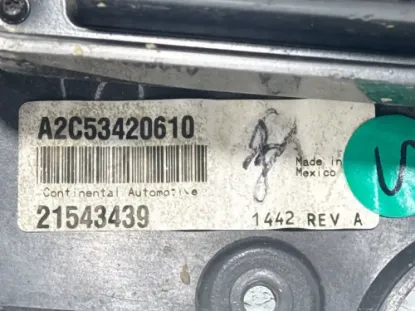 A2C53420610
Made in
Mexico
Continental Automotive
21543439
1442 REV A